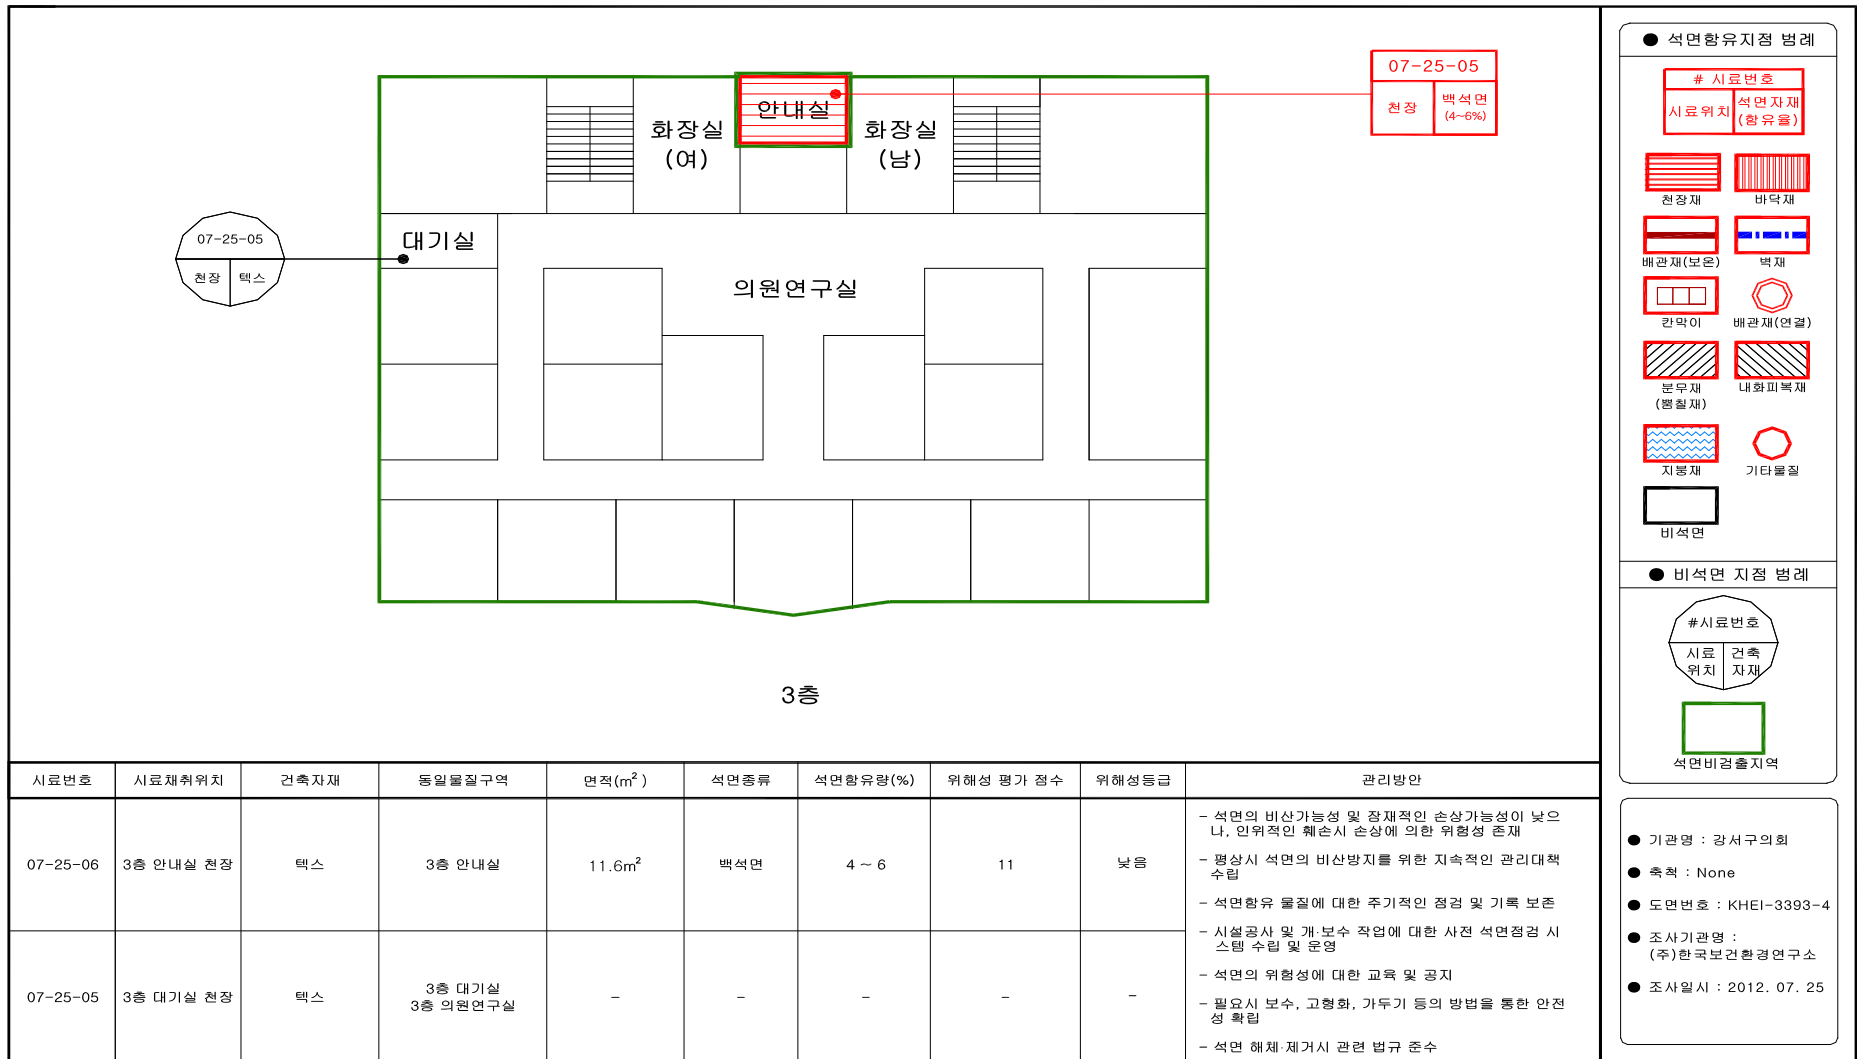 07-25-05
천장
백석면
(4~6%)
안내실
화장실
(여)
화장실
(남)
07-25-05
천장
텍스
대기실
의원연구실
3층
● 석면함유지점 범례
# 시료번호
시료위치
석면자재
(함유율)
천장재
바닥재
배관재(보온)
벽재
칸막이
배관재(연결)
분무재
(뿜칠재)
내화피복재
지붕재
기타물질
비석면
● 비석면 지점 범례
#시료번호
시료
위치
건축
자재
석면비검출지역
시료번호 시료채취위치 건축자재 동일물질구역 면적(m²) 석면종류 석면함유량(%) 위해성 평가 점수 위해성등급 관리방안
07-25-06 3층 안내실 천장 텍스 3층 안내실 11.6m² 백석면 4 ~ 6 11 낮음
07-25-05 3층 대기실 천장 텍스 3층 대기실
3층 의원연구실
- - - - -
- 석면의 비산가능성 및 잠재적인 손상가능성이 낮으
나, 인위적인 훼손시 손상에 의한 위험성 존재
- 평상시 석면의 비산방지를 위한 지속적인 관리대책
수립
- 석면함유 물질에 대한 주기적인 점검 및 기록 보존
- 시설공사 및 개·보수 작업에 대한 사전 석면점검 시
스템 수립 및 운영
- 석면의 위험성에 대한 교육 및 공지
- 필요시 보수, 고형화, 가두기 등의 방법을 통한 안전
성 확립
- 석면 해체·제거시 관련 법규 준수
● 기관명 : 강서구의회
● 축척 : None
● 도면번호 : KHEI-3393-4
● 조사기관명 :
(주)한국보건환경연구소
● 조사일시 : 2012. 07. 25